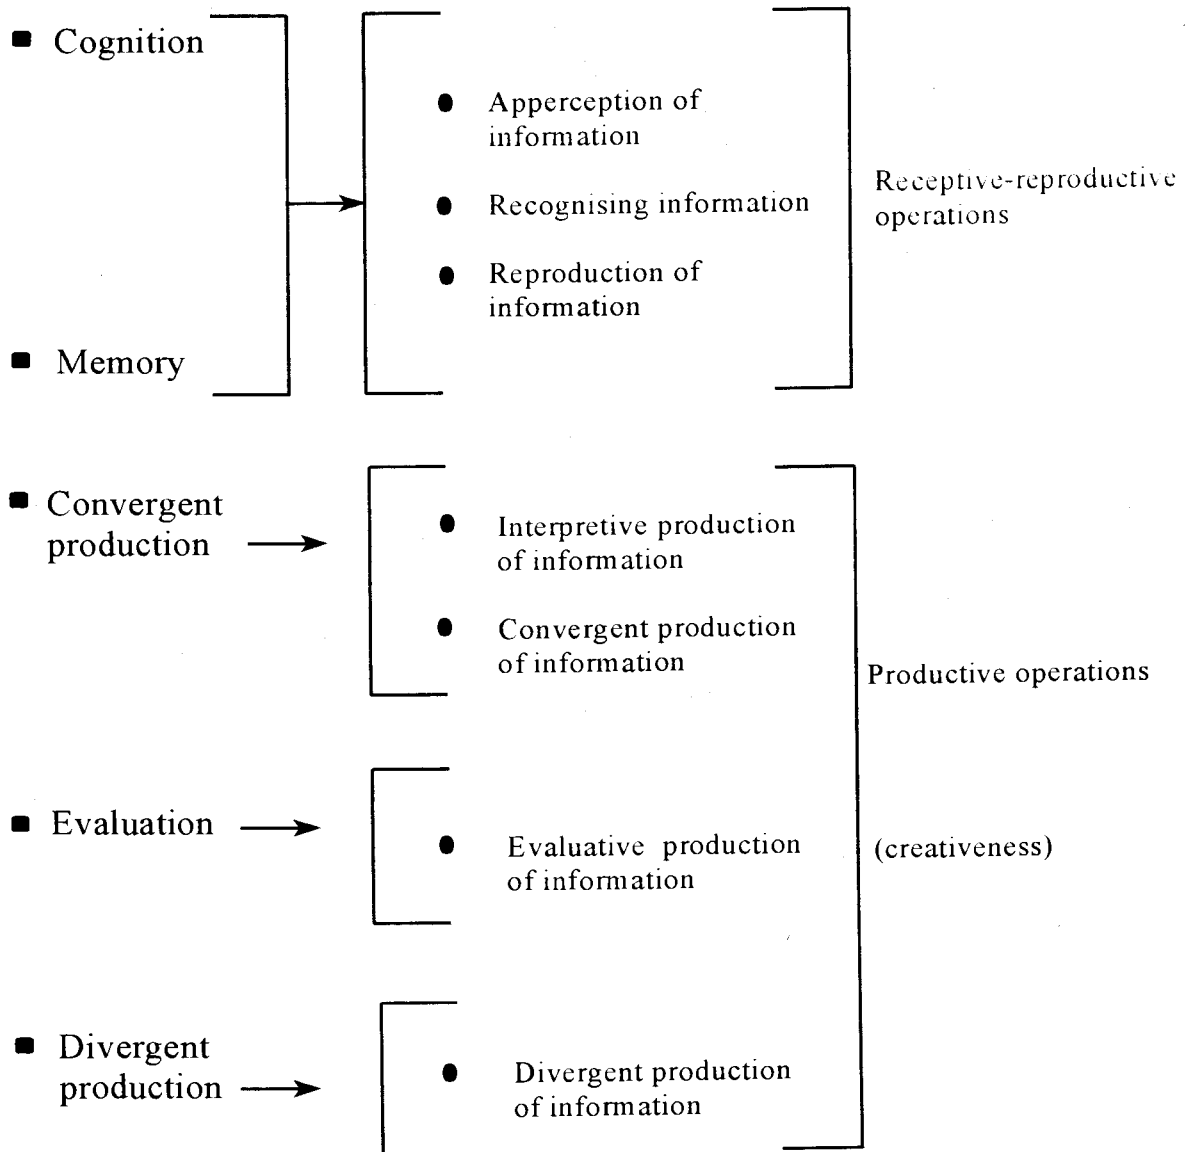 Cognition
Apperception of
information
Recognising information
Reproduction of
information
Receptive-reproductive
operations
Memory
Convergent
production
Interpretive production
of information
Convergent production
of information
Productive operations
Evaluation
Evaluative production
of information
(creativeness)
Divergent
production
Divergent production
of information